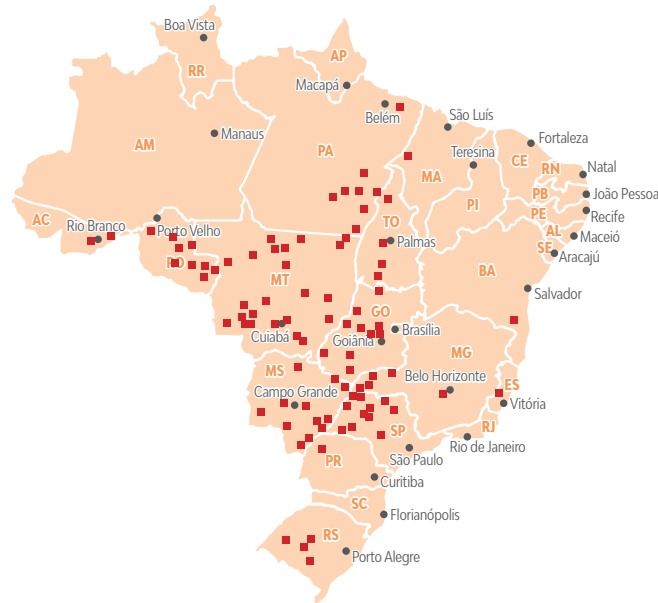 Boa Vista
RR
AP
Macapá
Belém
São Luís
Fortaleza
AM
Manaus
PA
Teresina
CE
RN
Natal
MA
PB
João Pessoa
PI
PE
Recife
AC
Rio Branco
Porto Velho
TO
Palmas
AL
Maceió
SE
Aracajú
RO
MT
BA
Salvador
GO
Cuiabá
Goiânia
Brasília
MG
MS
Belo Horizonte
ES
Campo Grande
Vitória
SP
RJ
Rio de Janeiro
São Paulo
PR
Curitiba
SC
Florianópolis
RS
Porto Alegre